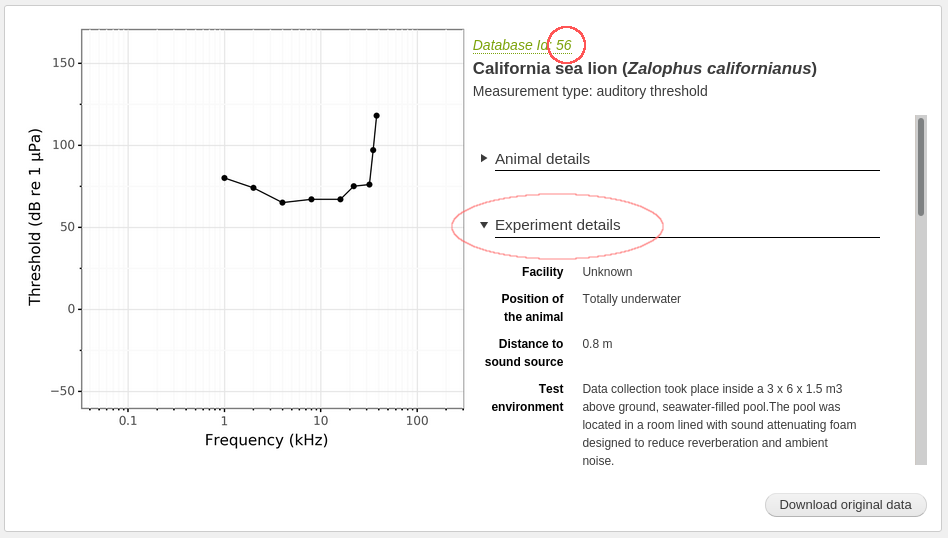 Database Id: 56
California sea lion (Zalophus californianus)
Measurement type: auditory threshold
150
100
50
0
−50
Threshold (dB re 1 μPa)
0.1 1 10 100
Frequency (kHz)
Animal details
Experiment details
Facility Unknown
Position of Totally underwater
the animal
Distance to 0.8 m
sound source
Test Data collection took place inside a 3 x 6 x 1.5 m3
environment above ground, seawater-filled pool.The pool was
located in a room lined with sound attenuating foam
designed to reduce reverberation and ambient
noise.
Download original data